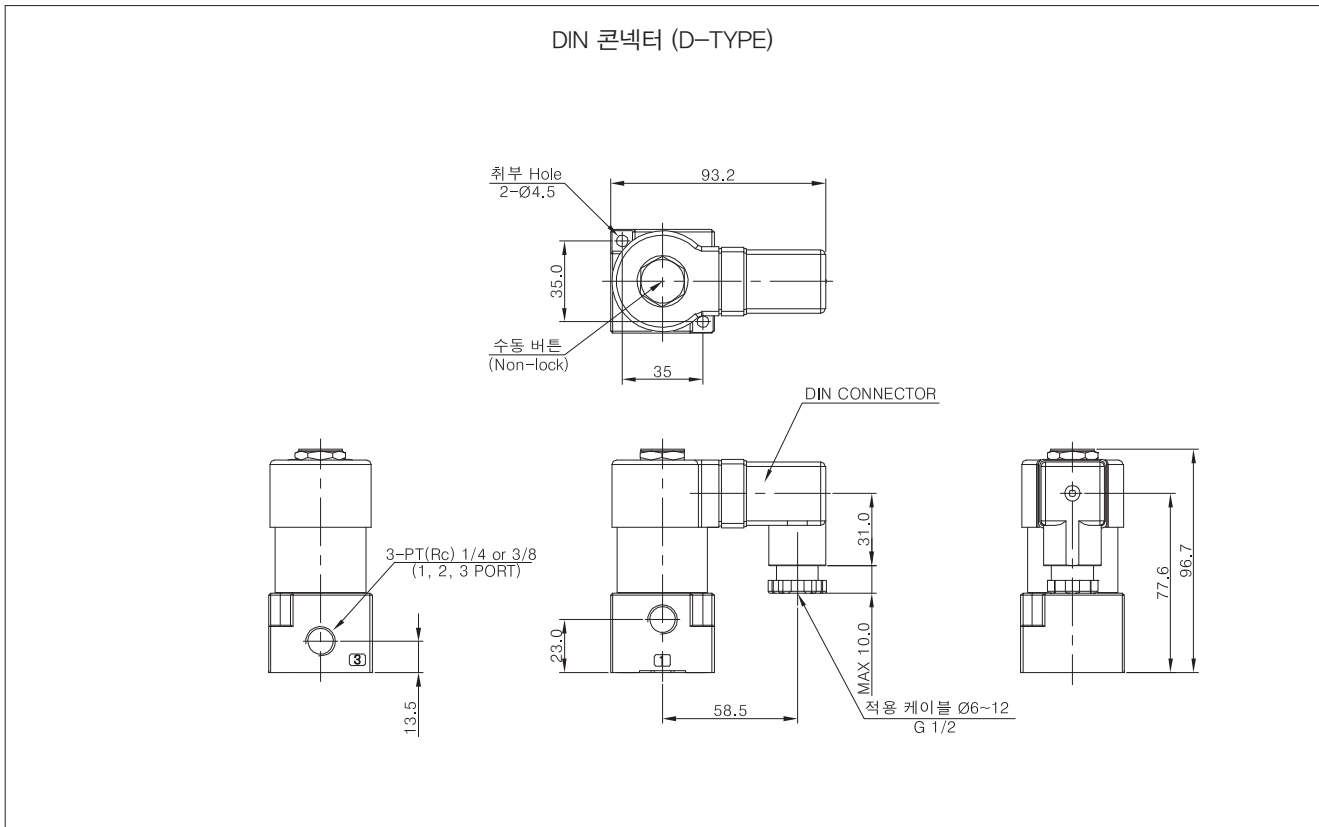 DIN 콘넥터 (D-TYPE)
취부 Hole
2-Ø4.5
93.2
35.0
수동 버튼
(Non-lock)
35
DIN CONNECTOR
3-PT(Rc) 1/4 or 3/8
(1, 2, 3 PORT)
3
13.5
23.0
1
58.5
31.0
MAX 10.0
적용 케이블 Ø6~12
G 1/2
77.6
96.7